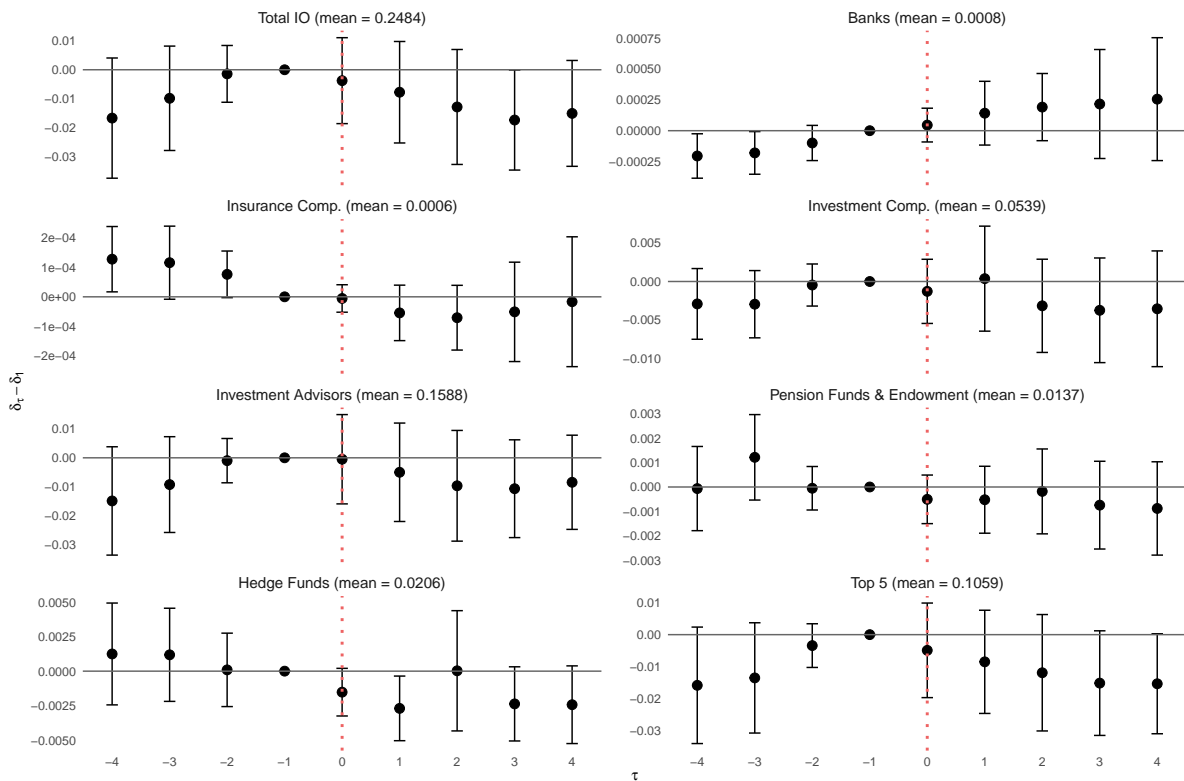 Total IO (mean = 0.2484)
0.01
0.00
−0.01
−0.02
−0.03
Banks (mean = 0.0008)
0.00075
0.00050
0.00025
0.00000
−0.00025
Insurance Comp. (mean = 0.0006)
2e−04
1e−04
0e+00
−1e−04
−2e−04
Investment Comp. (mean = 0.0539)
0.005
0.000
−0.005
−0.010
δτ − δ1
Investment Advisors (mean = 0.1588)
0.01
0.00
−0.01
−0.02
−0.03
Pension Funds & Endowment (mean = 0.0137)
0.003
0.002
0.001
0.000
−0.001
−0.002
−0.003
Hedge Funds (mean = 0.0206)
0.0050
0.0025
0.0000
−0.0025
−0.0050
−4 −3 −2 −1 0 1 2 3 4
Top 5 (mean = 0.1059)
0.01
0.00
−0.01
−0.02
−0.03
−4 −3 −2 −1 0 1 2 3 4
τ